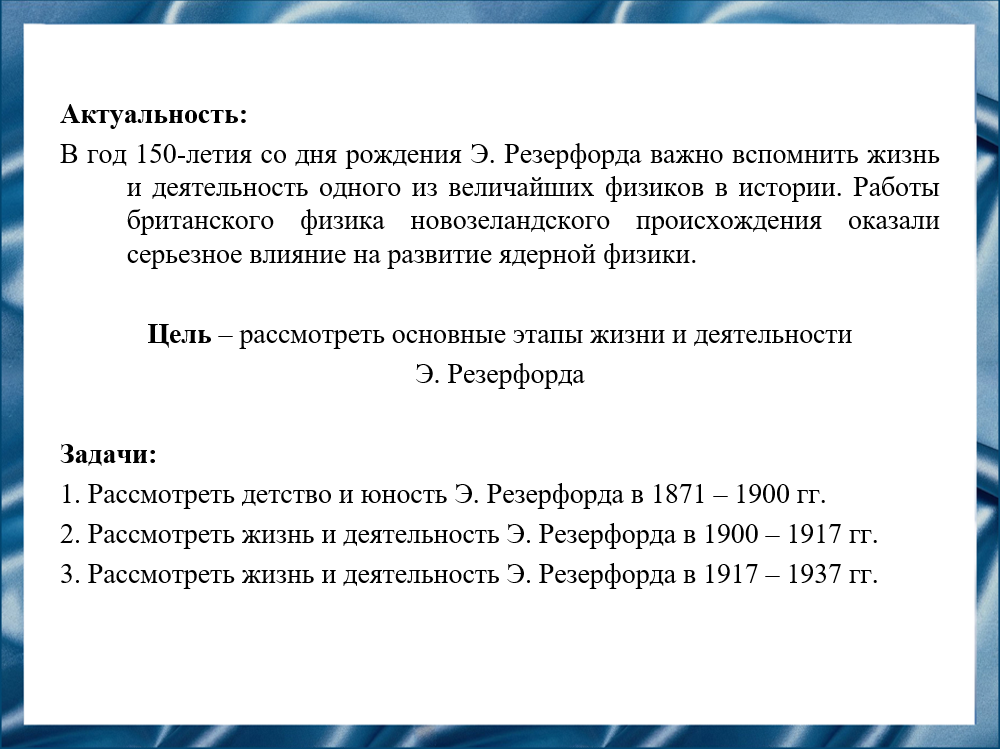 Актуальность:
В год 150-летия со дня рождения Э. Резерфорда важно вспомнить жизнь
и деятельность одного из величайших физиков в истории. Работы
британского физика новозеландского происхождения оказали
серьезное влияние на развитие ядерной физики.
Цель – рассмотреть основные этапы жизни и деятельности
Э. Резерфорда
Задачи:
1. Рассмотреть детство и юность Э. Резерфорда в 1871 – 1900 гг.
2. Рассмотреть жизнь и деятельность Э. Резерфорда в 1900 – 1917 гг.
3. Рассмотреть жизнь и деятельность Э. Резерфорда в 1917 – 1937 гг.